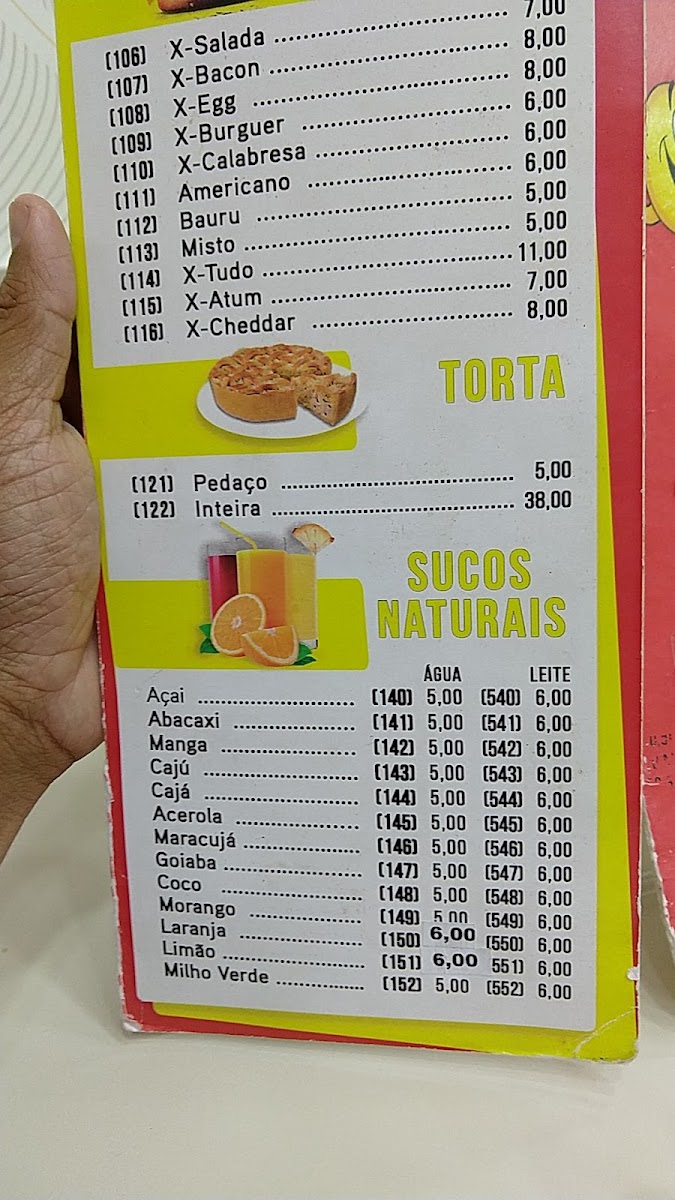 (106) X-Salada ........ 7,00
(107) X-Bacon ........ 8,00
(108) X-Egg ........ 8,00
(109) X-Burguer ........ 6,00
(110) X-Calabresa ........ 6,00
(111) Americano ........ 6,00
(112) Bauru ........ 5,00
(113) Misto ........ 5,00
(114) X-Tudo ........ 11,00
(115) X-Atum ........ 7,00
(116) X-Cheddar ........ 8,00
TORTA
(121) Pedaço ........ 5,00
(122) Inteira ........ 38,00
SUCOS
NATURAIS
ÁGUA LEITE
Açai ........ (140) 5,00 (540) 6,00
Abacaxi ........ (141) 5,00 (541) 6,00
Manga ........ (142) 5,00 (542) 6,00
Cajú ........ (143) 5,00 (543) 6,00
Cajá ........ (144) 5,00 (544) 6,00
Acerola ........ (145) 5,00 (545) 6,00
Maracujá ........ (146) 5,00 (546) 6,00
Goiaba ........ (147) 5,00 (547) 6,00
Coco ........ (148) 5,00 (548) 6,00
Morango ........ (149) 5,00 (549) 6,00
Laranja ........ (150) 6,00 (550) 6,00
Limão ........ (151) 6,00 551) 6,00
Milho Verde ........ (152) 5,00 (552) 6,00